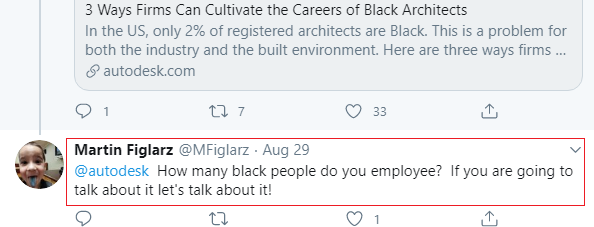 3 Ways Firms Can Cultivate the Careers of Black Architects
In the US, only 2% of registered architects are Black. This is a problem for
both the industry and the built environment. Here are three ways firms ...
autodesk.com
1 7 33
Martin Figlarz @MFiglarz · Aug 29
@autodesk How many black people do you employee? If you are going to
talk about it let's talk about it!
1